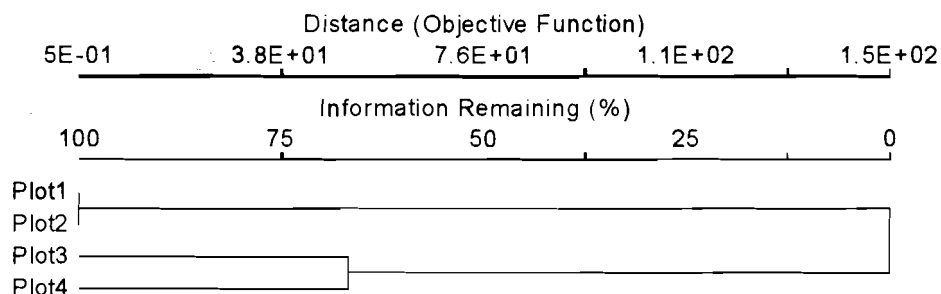 Distance (Objective Function)
5E-01 3.8E+01 7.6E+01 1.1E+02 1.5E+02
Information Remaining (%)
100 75 50 25 0
Plot1
Plot2
Plot3
Plot4